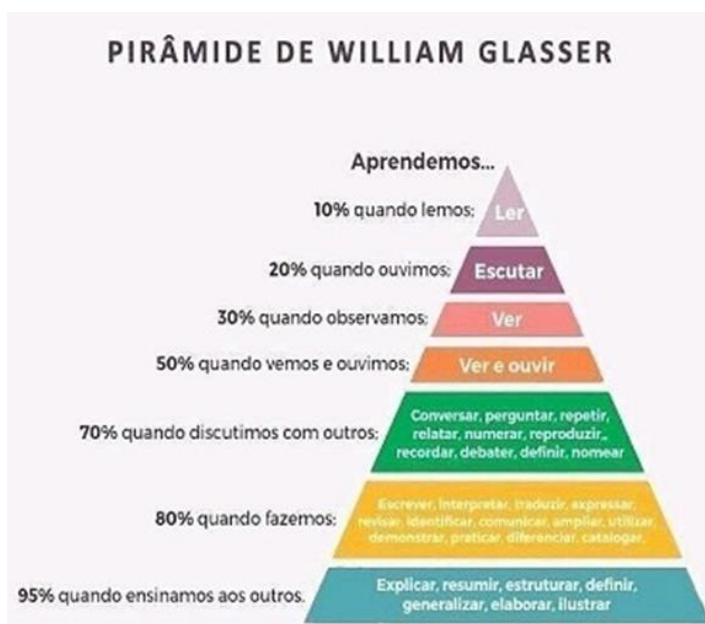 PIRÂMIDE DE WILLIAM GLASSER
Aprendemos...
10% quando lemos;
Ler
20% quando ouvimos;
Escutar
30% quando observamos;
Ver
50% quando vemos e ouvimos;
Ver e ouvir
70% quando discutimos com outros;
Conversar, perguntar, repetir,
relatar, numerar, reproduzir,
recordar, debater, definir, nomear
80% quando fazemos;
Escrever, interpretar, traduzir, expressar,
revisar, identificar, comunicar, ampliar, utilizar,
demonstrar, praticar, diferenciar, catalogar.
95% quando ensinamos aos outros.
Explicar, resumir, estruturar, definir,
generalizar, elaborar, ilustrar